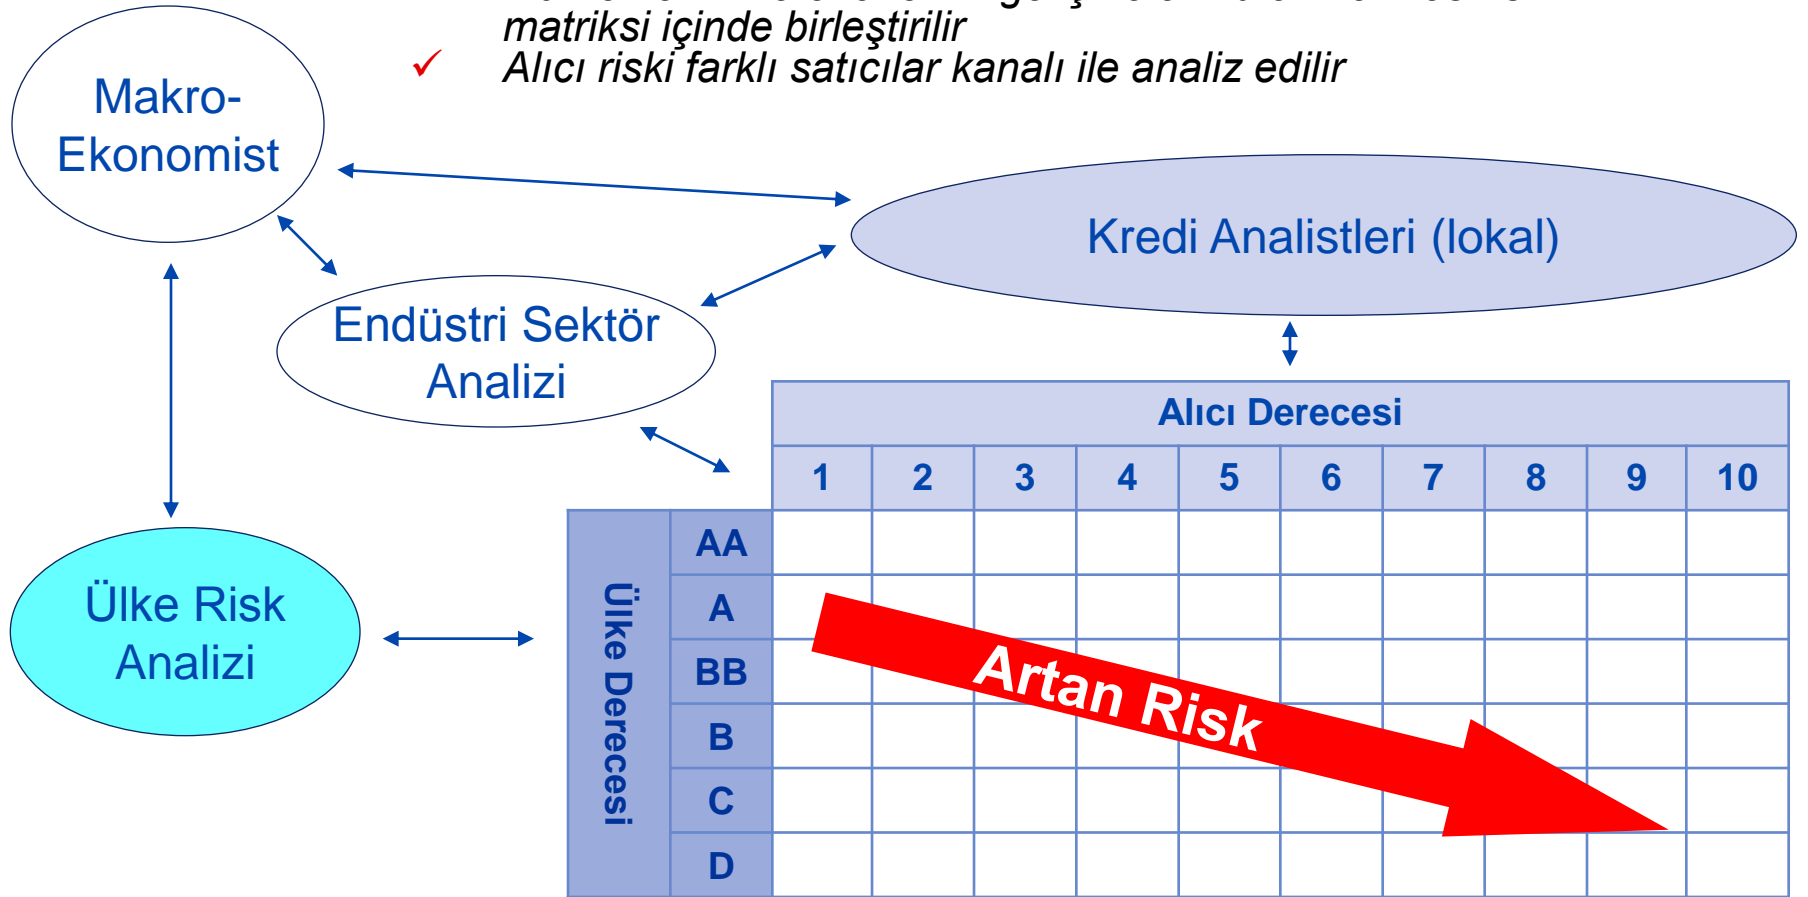 matriksi içinde birleştirilir
Alıcı riski farklı satıcılar kanalı ile analiz edilir
Makro-
Ekonomist
Kredi Analistleri (lokal)
Endüstri Sektör
Analizi
Alıcı Derecesi
1 2 3 4 5 6 7 8 9 10
Ülke Risk
Analizi
Ülke Derecesi
AA
A
BB
B
C
D
Artan Risk